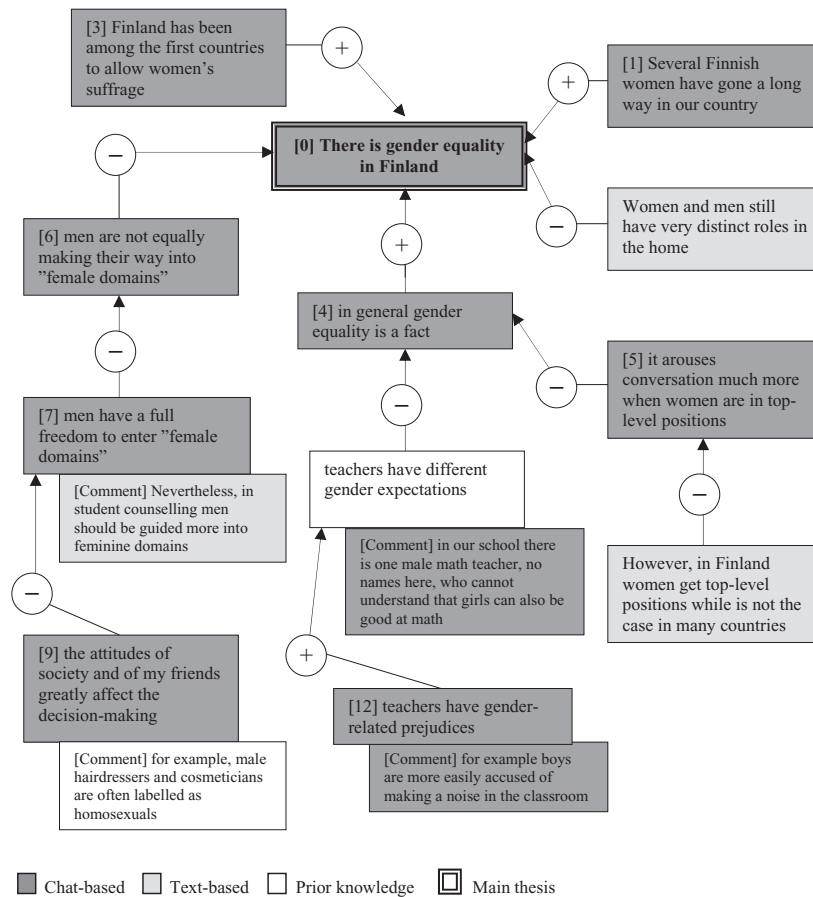 [3] Finland has been
among the first countries
to allow women's
suffrage
+
[1] Several Finnish
women have gone a long
way in our country
+
[0] There is gender equality
in Finland
−
Women and men still
have very distinct roles in
the home
−
[6] men are not equally
making their way into
”female domains”
+
[4] in general gender
equality is a fact
−
[5] it arouses
conversation much more
when women are in top-
level positions
−
[7] men have a full
freedom to enter ”female
domains”
[Comment] Nevertheless, in
student counselling men
should be guided more into
feminine domains
−
teachers have different
gender expectations
[Comment] in our school there
is one male math teacher, no
names here, who cannot
understand that girls can also be
good at math
−
However, in Finland
women get top-level
positions while is not the
case in many countries
−
[9] the attitudes of
society and of my friends
greatly affect the
decision-making
[Comment] for example, male
hairdressers and cosmeticians
are often labelled as
homosexuals
+
[12] teachers have gender-
related prejudices
[Comment] for example boys
are more easily accused of
making a noise in the classroom
Chat-based
Text-based
Prior knowledge
Main thesis